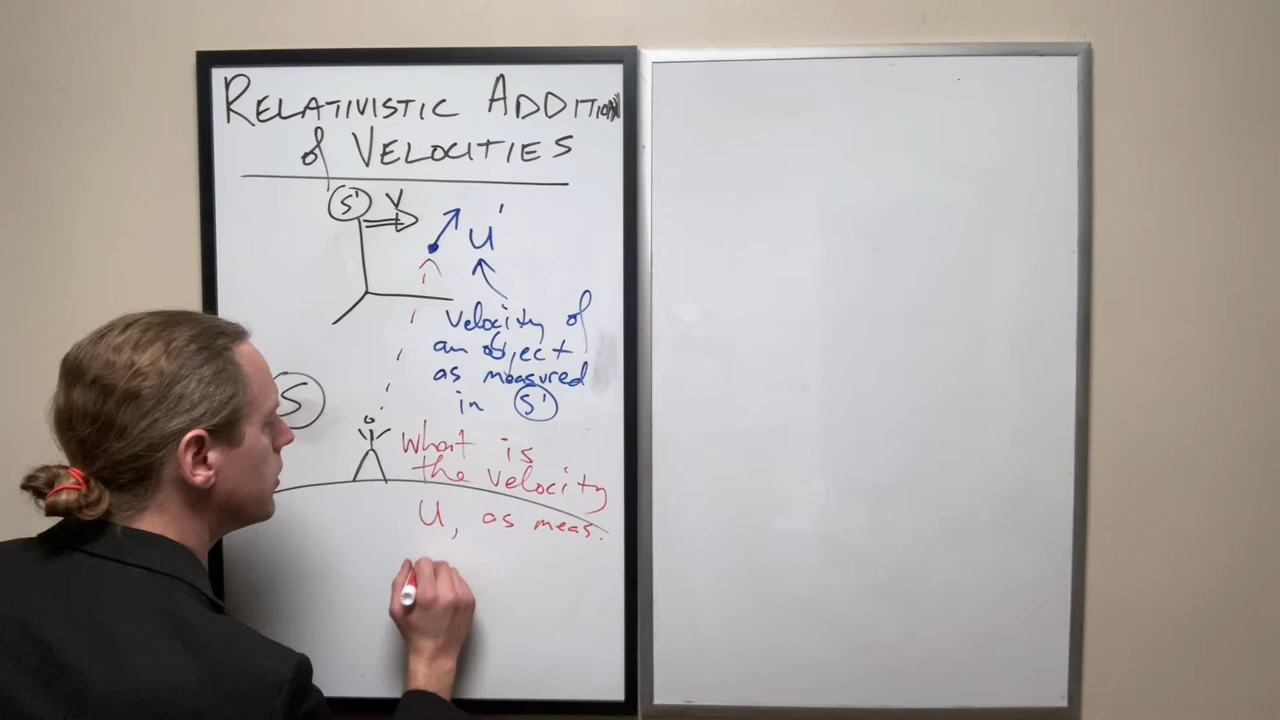 RELATIVISTIC ADDITION
of VELOCITIES
S' V
u'
velocity of
an object
as measured
in S'
S
What is
the velocity
u, as meas.